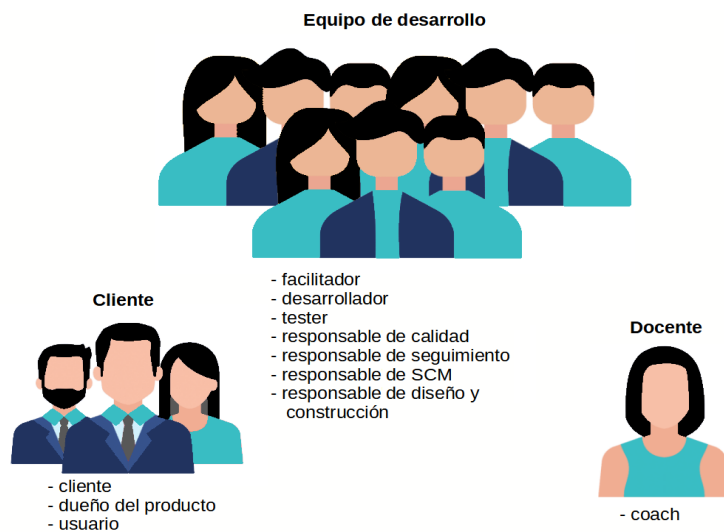 Equipo de desarrollo
- facilitador
- desarrollador
- tester
- responsable de calidad
- responsable de seguimiento
- responsable de SCM
- responsable de diseño y
construcción
Cliente
- cliente
- dueño del producto
- usuario
Docente
- coach